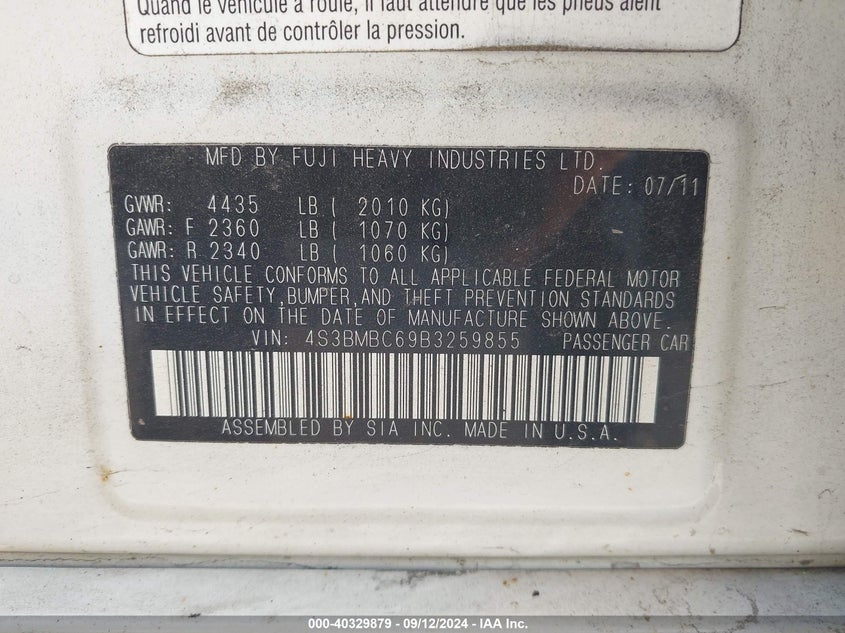 Quand le véhicule a roulé, il faut attendre que les pneus aient
refroidi avant de contrôler la pression.
MFD BY FUJI HEAVY INDUSTRIES LTD.
DATE: 07/11
GVWR: 4435 LB ( 2010 KG)
GAWR: F 2360 LB ( 1070 KG)
GAWR: R 2340 LB ( 1060 KG)
THIS VEHICLE CONFORMS TO ALL APPLICABLE FEDERAL MOTOR
VEHICLE SAFETY,BUMPER,AND THEFT PREVENTION STANDARDS
IN EFFECT ON THE DATE OF MANUFACTURE SHOWN ABOVE.
VIN: 4S3BMBC69B3259855 PASSENGER CAR
ASSEMBLED BY SIA INC. MADE IN U.S.A.
000-40329879 - 09/12/2024 - IAA Inc.